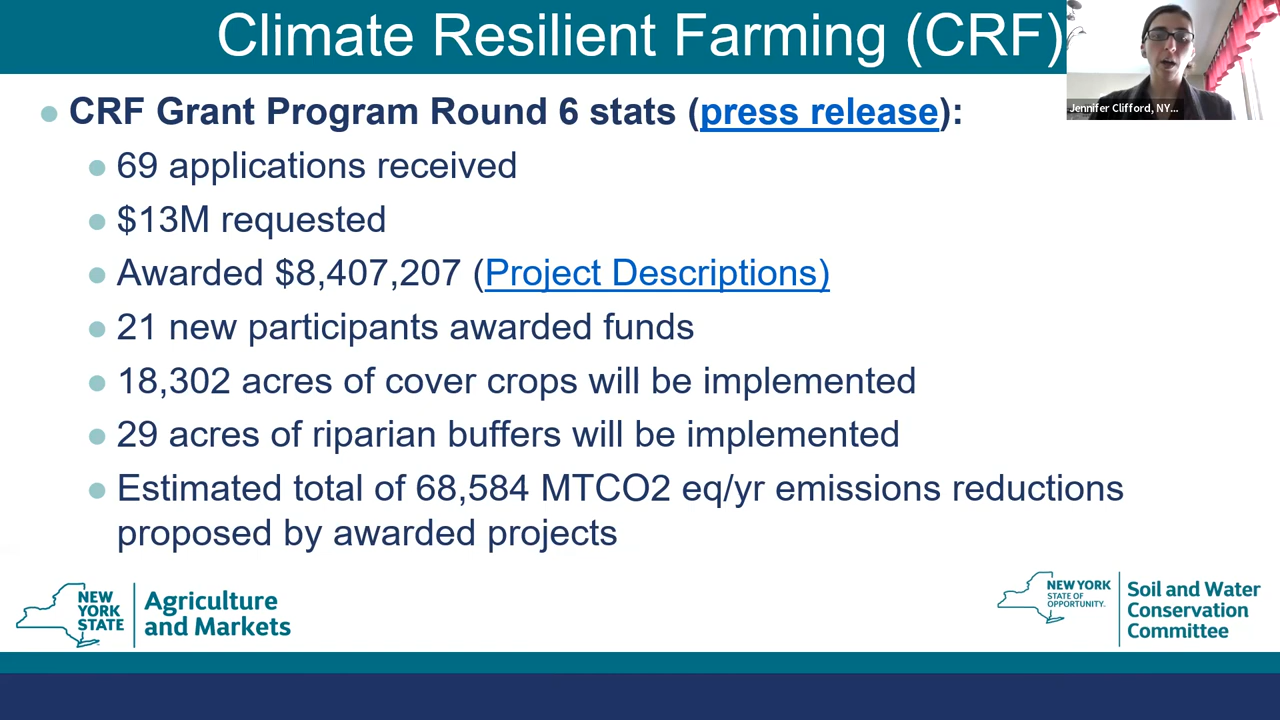 Climate Resilient Farming (CRF)
Jennifer Clifford, NY...
CRF Grant Program Round 6 stats (press release):
69 applications received
$13M requested
Awarded $8,407,207 (Project Descriptions)
21 new participants awarded funds
18,302 acres of cover crops will be implemented
29 acres of riparian buffers will be implemented
Estimated total of 68,584 MTCO2 eq/yr emissions reductions
proposed by awarded projects
NEW
YORK
STATE
Agriculture
and Markets
NEW YORK
STATE OF
OPPORTUNITY.
Soil and Water
Conservation
Committee